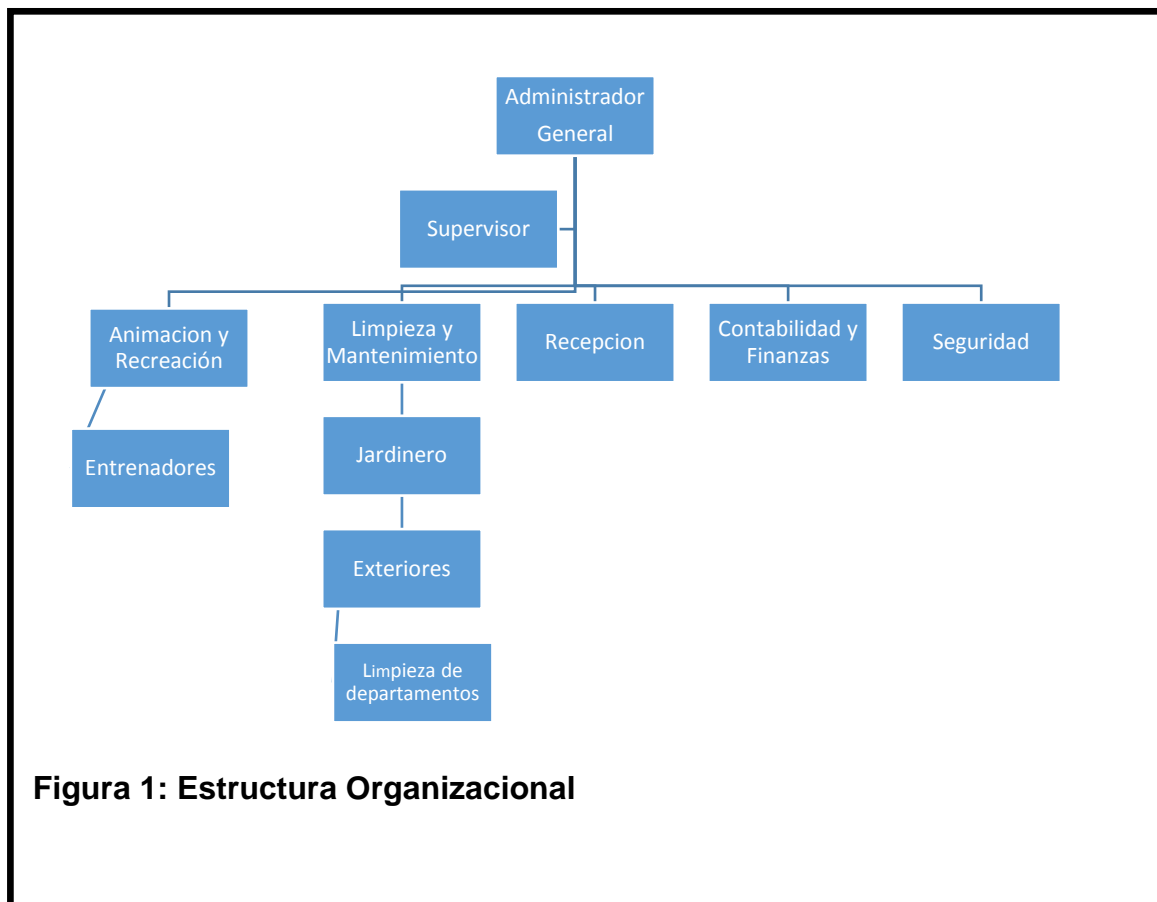 Administrador
General
Supervisor
Animacion y
Recreación
Limpieza y
Mantenimiento
Recepcion
Contabilidad y
Finanzas
Seguridad
Entrenadores
Jardinero
Exteriores
Limpieza de
departamentos
Figura 1: Estructura Organizacional